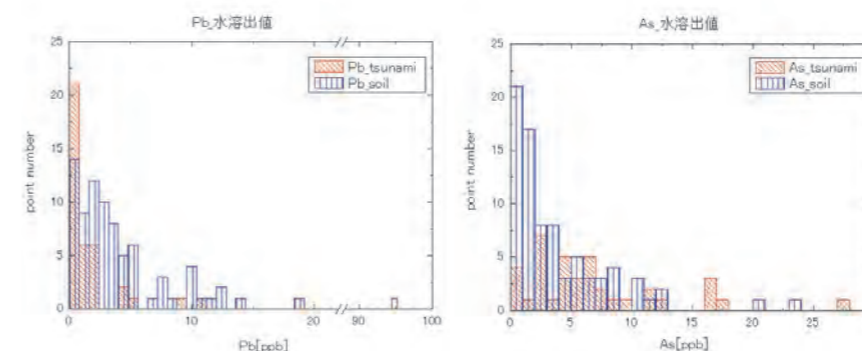 Pb_水溶出値
25
20
15
10
5
0
point number
Pb_tsunami
Pb_soil
0 10 20 90 100
Pb[ppb]
As_水溶出値
25
20
15
10
5
0
point number
As_tsunami
As_soil
0 5 10 15 20 25
As[ppb]